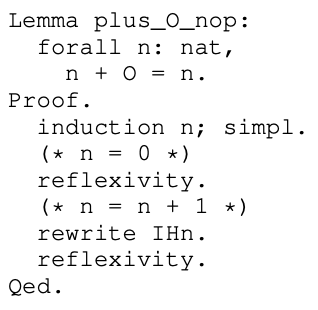 Lemma plus_O_nop:
  forall n: nat,
    n + O = n.
Proof.
  induction n; simpl.
  (* n = 0 *)
  reflexivity.
  (* n = n + 1 *)
  rewrite IHn.
  reflexivity.
Qed.